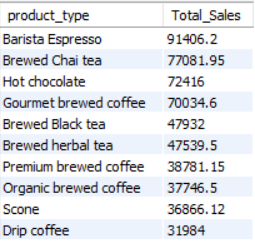 product_type Total_Sales
Barista Espresso 91406.2
Brewed Chai tea 77081.95
Hot chocolate 72416
Gourmet brewed coffee 70034.6
Brewed Black tea 47932
Brewed herbal tea 47539.5
Premium brewed coffee 38781.15
Organic brewed coffee 37746.5
Scone 36866.12
Drip coffee 31984